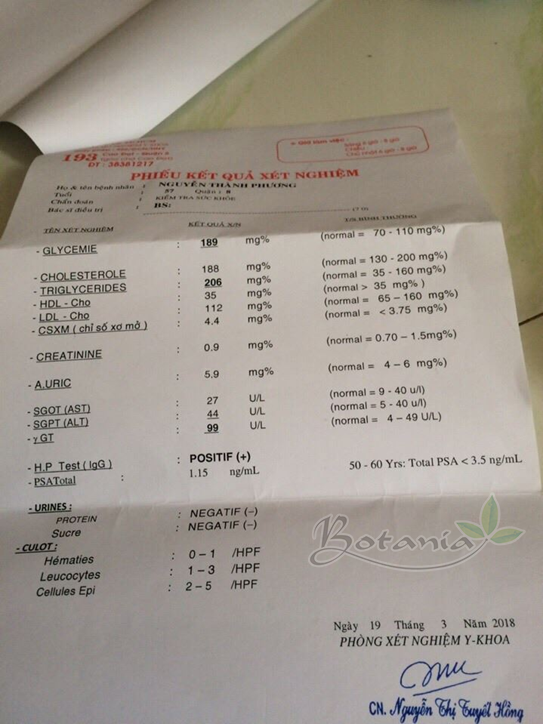 193
ĐT: 38381217
PHIẾU KẾT QUẢ XÉT NGHIỆM
Họ & tên bệnh nhân : NGUYỄN THÀNH PHƯƠNG
Tuổi : 57 Quận : 8
Chẩn đoán : KIỂM TRA SỨC KHỎE
Bác sĩ điều trị : BS:
TÊN XÉT NGHIỆM KẾT QUẢ X/N T/S BÌNH THƯỜNG
- GLYCEMIE : 189 mg% (normal = 70 - 110 mg%)
- CHOLESTEROLE : 188 mg% (normal = 130 - 200 mg%)
- TRIGLYCERIDES : 206 mg% (normal = 35 - 160 mg%)
- HDL - Cho : 35 mg% (normal > 35 mg% )
- LDL - Cho : 112 mg% (normal = 65 – 160 mg%)
- CSXM ( chỉ số xơ mỡ ) : 4.4 mg% (normal = < 3.75 mg%)
- CREATININE : 0.9 mg% (normal = 0.70 – 1.5mg%)
- A.URIC : 5.9 mg% (normal = 4 – 6 mg%)
- SGOT (AST) : 27 U/L (normal = 9 - 40 u/l)
- SGPT (ALT) : 44 U/L (normal = 5 - 40 u/l)
- γ GT : 99 U/L (normal = 4 – 49 U/L)
- H.P Test ( IgG ) : POSITIF (+)
- PSATotal : 1.15 ng/mL 50 - 60 Yrs: Total PSA < 3.5 ng/mL
- URINES :
PROTEIN : NEGATIF (–)
Sucre : NEGATIF (–)
- CULOT :
Hématies : 0 – 1 /HPF
Leucocytes : 1 – 3 /HPF
Cellules Epi : 2 – 5 /HPF
Botania
Ngày 19 Tháng 3 Năm 2018
PHÒNG XÉT NGHIỆM Y-KHOA
CN. Nguyễn Thị Tuyết Hồng